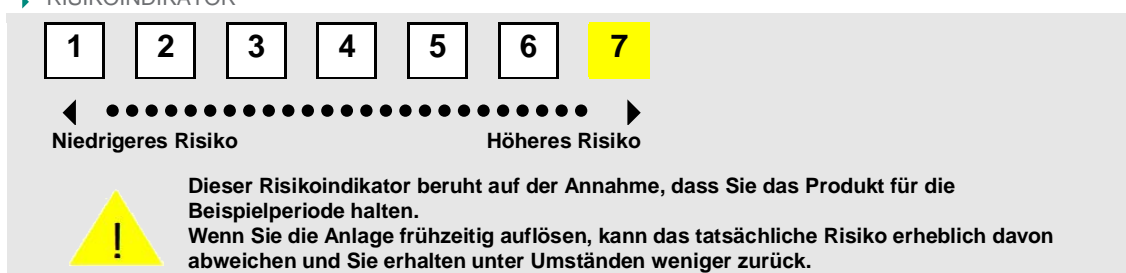 RISIKOINDIKATOR
1 2 3 4 5 6 7
Niedrigeres Risiko Höheres Risiko
Dieser Risikoindikator beruht auf der Annahme, dass Sie das Produkt für die
Beispielperiode halten.
Wenn Sie die Anlage frühzeitig auflösen, kann das tatsächliche Risiko erheblich davon
abweichen und Sie erhalten unter Umständen weniger zurück.
!